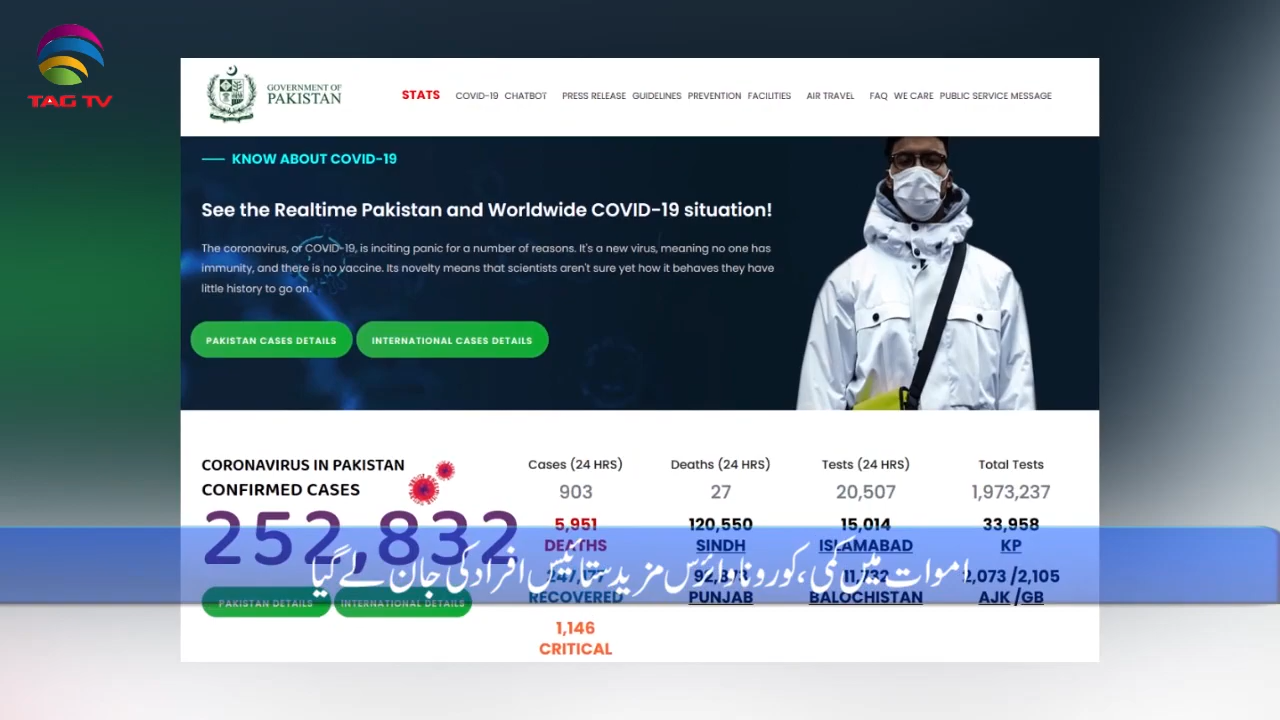 TAG TV
GOVERNMENT OF
PAKISTAN
STATS COVID-19 CHATBOT PRESS RELEASE GUIDELINES PREVENTION FACILITIES AIR TRAVEL FAQ WE CARE PUBLIC SERVICE MESSAGE
KNOW ABOUT COVID-19
See the Realtime Pakistan and Worldwide COVID-19 situation!
The coronavirus, or COVID-19, is inciting panic for a number of reasons. It's a new virus, meaning no one has
immunity, and there is no vaccine. Its novelty means that scientists aren't sure yet how it behaves they have
little history to go on.
PAKISTAN CASES DETAILS INTERNATIONAL CASES DETAILS
CORONAVIRUS IN PAKISTAN
CONFIRMED CASES
252,832
PAKISTAN DETAILS INTERNATIONAL DETAILS
Cases (24 HRS) Deaths (24 HRS) Tests (24 HRS) Total Tests
903 27 20,507 1,973,237
5,951 120,550 15,014 33,958
DEATHS SINDH ISLAMABAD KP
2,073 /2,105
RECOVERED PUNJAB BALOCHISTAN AJK /GB
1,146
CRITICAL
اموات میں کمی، کورونا وائرس مزید ستائیس افراد کی جان لے گیا